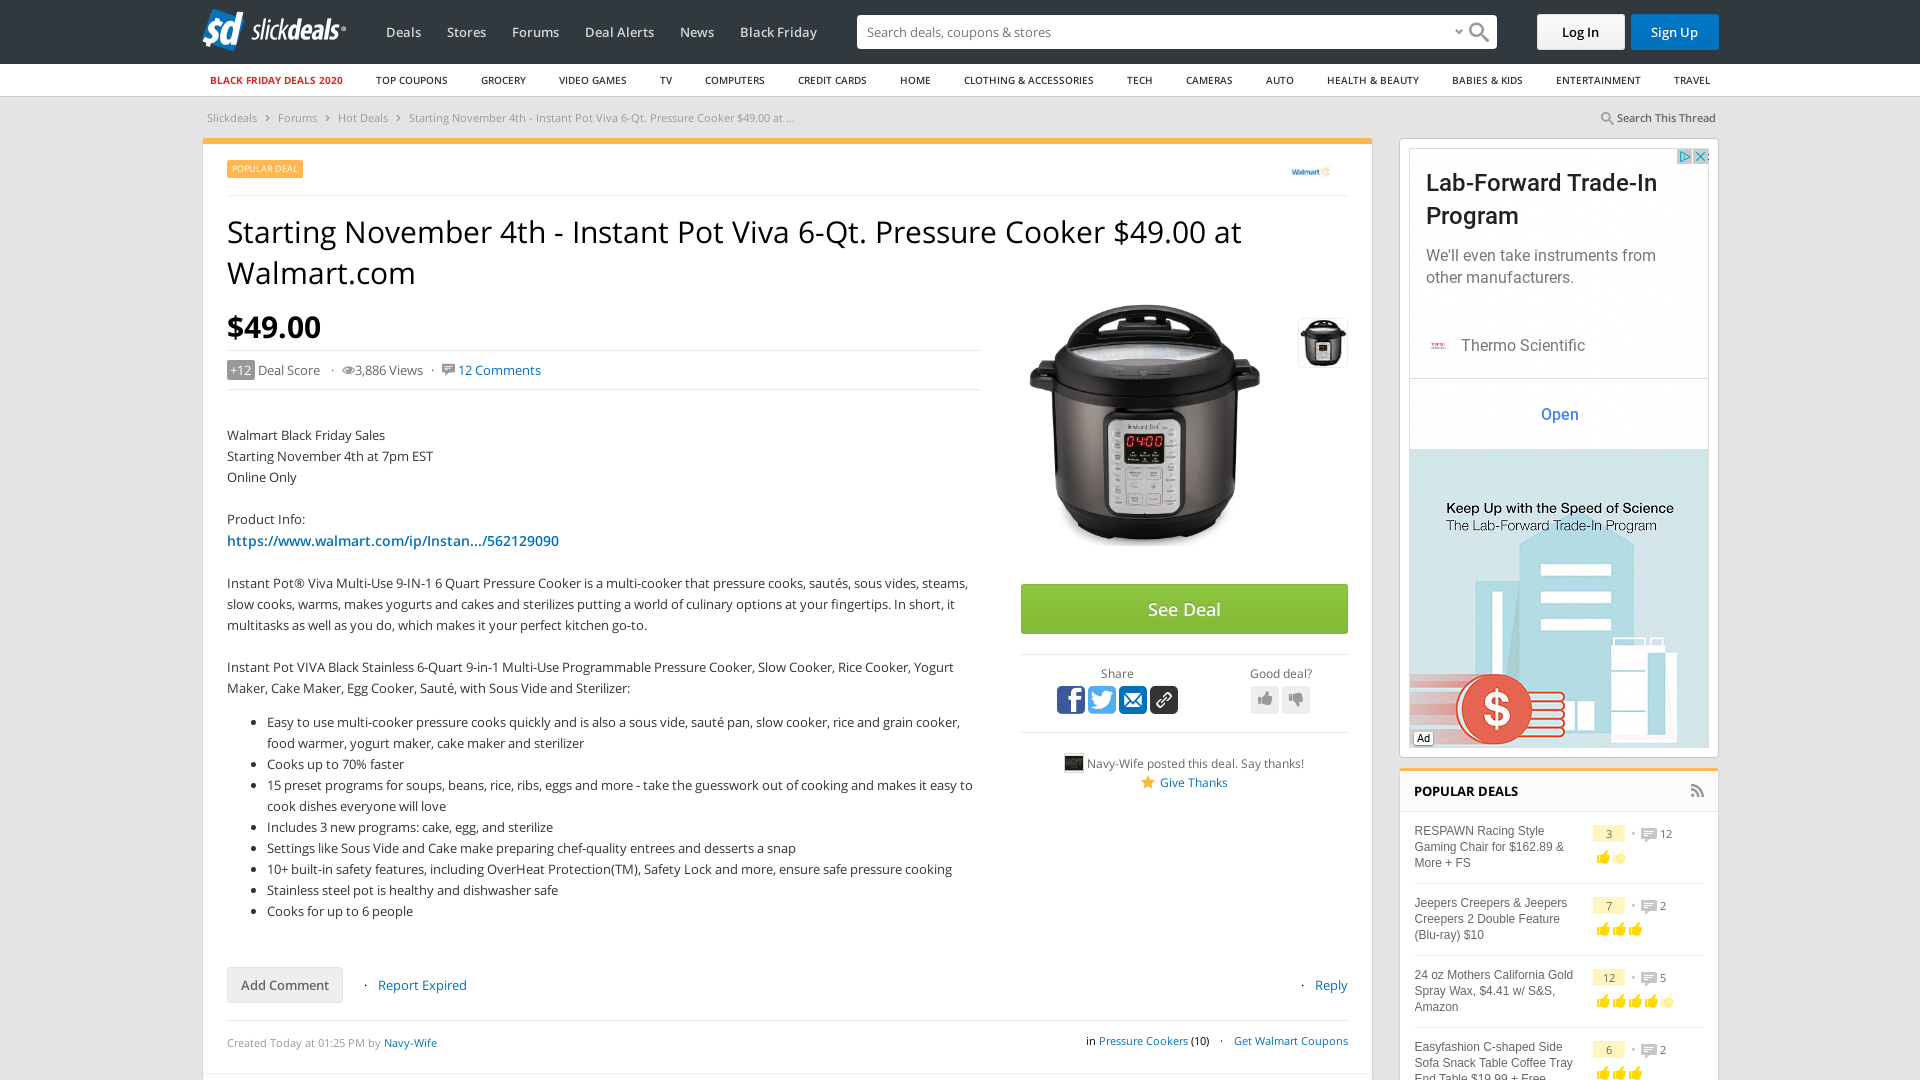 sd slickdeals
Deals Stores Forums Deal Alerts News Black Friday
Search deals, coupons & shopping
Log In Sign Up
BLACK FRIDAY DEALS 2020 TOP COUPONS GROCERY VIDEO GAMES TV COMPUTERS CREDIT CARDS HOME CLOTHING & ACCESSORIES TECH CAMERAS AUTO HEALTH & BEAUTY BABIES & KIDS ENTERTAINMENT TRAVEL
Slickdeals › Forums › Hot Deals › Starting November 4th - Instant Pot Viva 6-Qt. Pressure Cooker $49.00 at ...
Search This Thread
POPULAR DEAL
Walmart
Starting November 4th - Instant Pot Viva 6-Qt. Pressure Cooker $49.00 at
Walmart.com
$49.00
+12 Deal Score · 3,886 Views · 12 Comments
Walmart Black Friday Sales
Starting November 4th at 7pm EST
Online Only
Product Info:
https://www.walmart.com/ip/Instan.../562129090
Instant Pot® Viva Multi-Use 9-IN-1 6 Quart Pressure Cooker is a multi-cooker that pressure cooks, sautés, sous vides, steams,
slow cooks, warms, makes yogurts and cakes and sterilizes putting a world of culinary options at your fingertips. In short, it
multitasks as well as you do, which makes it your perfect kitchen go-to.
Instant Pot VIVA Black Stainless 6-Quart 9-in-1 Multi-Use Programmable Pressure Cooker, Slow Cooker, Rice Cooker, Yogurt
Maker, Cake Maker, Egg Cooker, Sauté, with Sous Vide and Sterilizer:
• Easy to use multi-cooker pressure cooks quickly and is also a sous vide, sauté pan, slow cooker, rice and grain cooker,
food warmer, yogurt maker, cake maker and sterilizer
• Cooks up to 70% faster
• 15 preset programs for soups, beans, rice, ribs, eggs and more - take the guesswork out of cooking and makes it easy to
cook dishes everyone will love
• Includes 3 new programs: cake, egg, and sterilize
• Settings like Sous Vide and Cake make preparing chef-quality entrees and desserts a snap
• 10+ built-in safety features, including OverHeat Protection(TM), Safety Lock and more, ensure safe pressure cooking
• Stainless steel pot is healthy and dishwasher safe
• Cooks for up to 6 people
Instant Pot
04:00
See Deal
Share
Good deal?
Navy-Wife posted this deal. Say thanks!
Give Thanks
Add Comment · Report Expired
· Reply
Created Today at 01:25 PM by Navy-Wife
in Pressure Cookers (10) · Get Walmart Coupons
Lab-Forward Trade-In
Program
We'll even take instruments from
other manufacturers.
Thermo Scientific
Open
Keep Up with the Speed of Science
The Lab-Forward Trade-In Program
$
Ad
POPULAR DEALS
RESPAWN Racing Style
Gaming Chair for $162.89 &
More + FS
3 • 12
Jeepers Creepers & Jeepers
Creepers 2 Double Feature
(Blu-ray) $10
7 • 2
24 oz Mothers California Gold
Spray Wax, $4.41 w/ S&S,
Amazon
12 • 5
Easyfashion C-shaped Side
Sofa Snack Table Coffee Tray
End Table $19.99 + Free
6 • 2